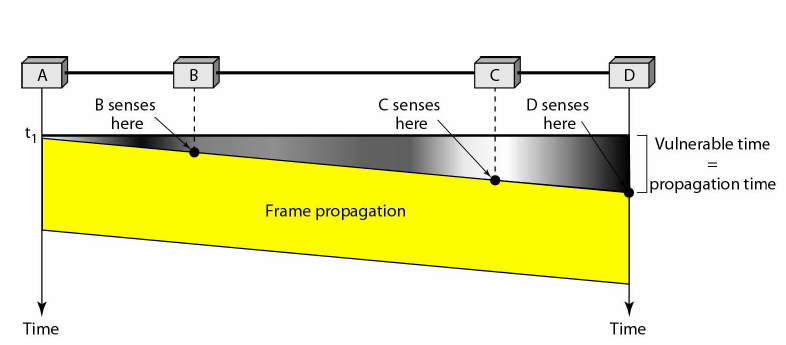 A
B
C
D
B senses
here
C senses
here
D senses
here
t1
Vulnerable time
=
propagation time
Frame propagation
Time
Time